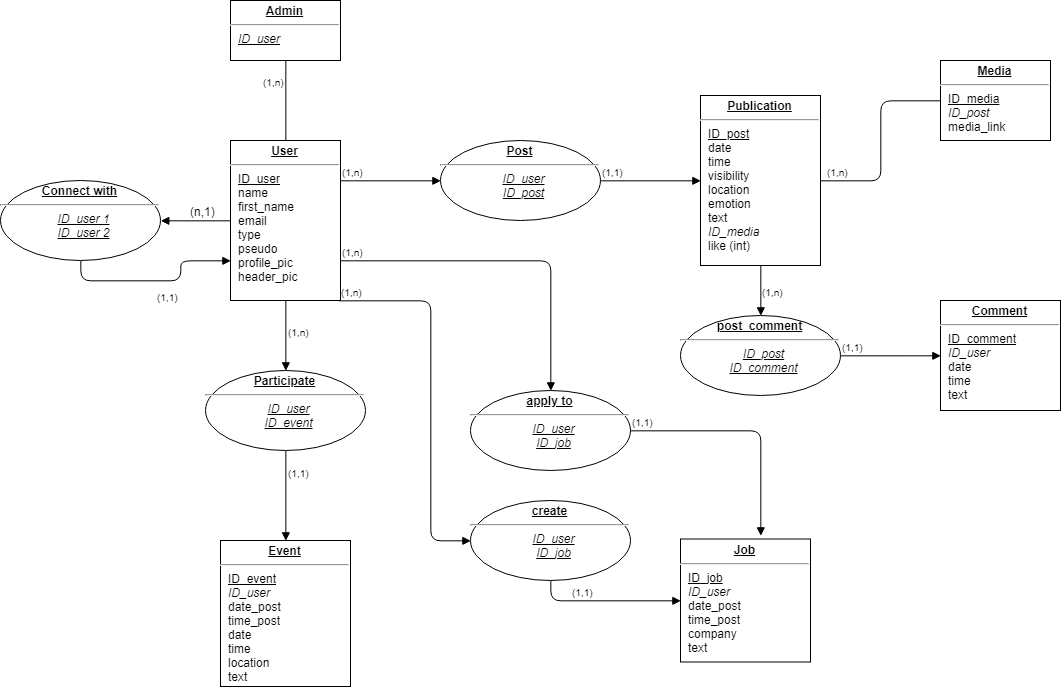 Admin
ID_user
(1,n)
User
ID_user
name
first_name
email
type
pseudo
profile_pic
header_pic
Connect with
ID_user 1
ID_user 2
(n,1)
(1,1)
(1,n)
Post
ID_user
ID_post
(1,1)
Publication
ID_post
date
time
visibility
location
emotion
text
ID_media
like (int)
(1,n)
Media
ID_media
ID_post
media_link
(1,n)
post_comment
ID_post
ID_comment
(1,1)
Comment
ID_comment
ID_user
date
time
text
(1,n)
(1,n)
(1,n)
Participate
ID_user
ID_event
(1,1)
apply to
ID_user
ID_job
(1,1)
create
ID_user
ID_job
(1,1)
Event
ID_event
ID_user
date_post
time_post
date
time
location
text
Job
ID_job
ID_user
date_post
time_post
company
text